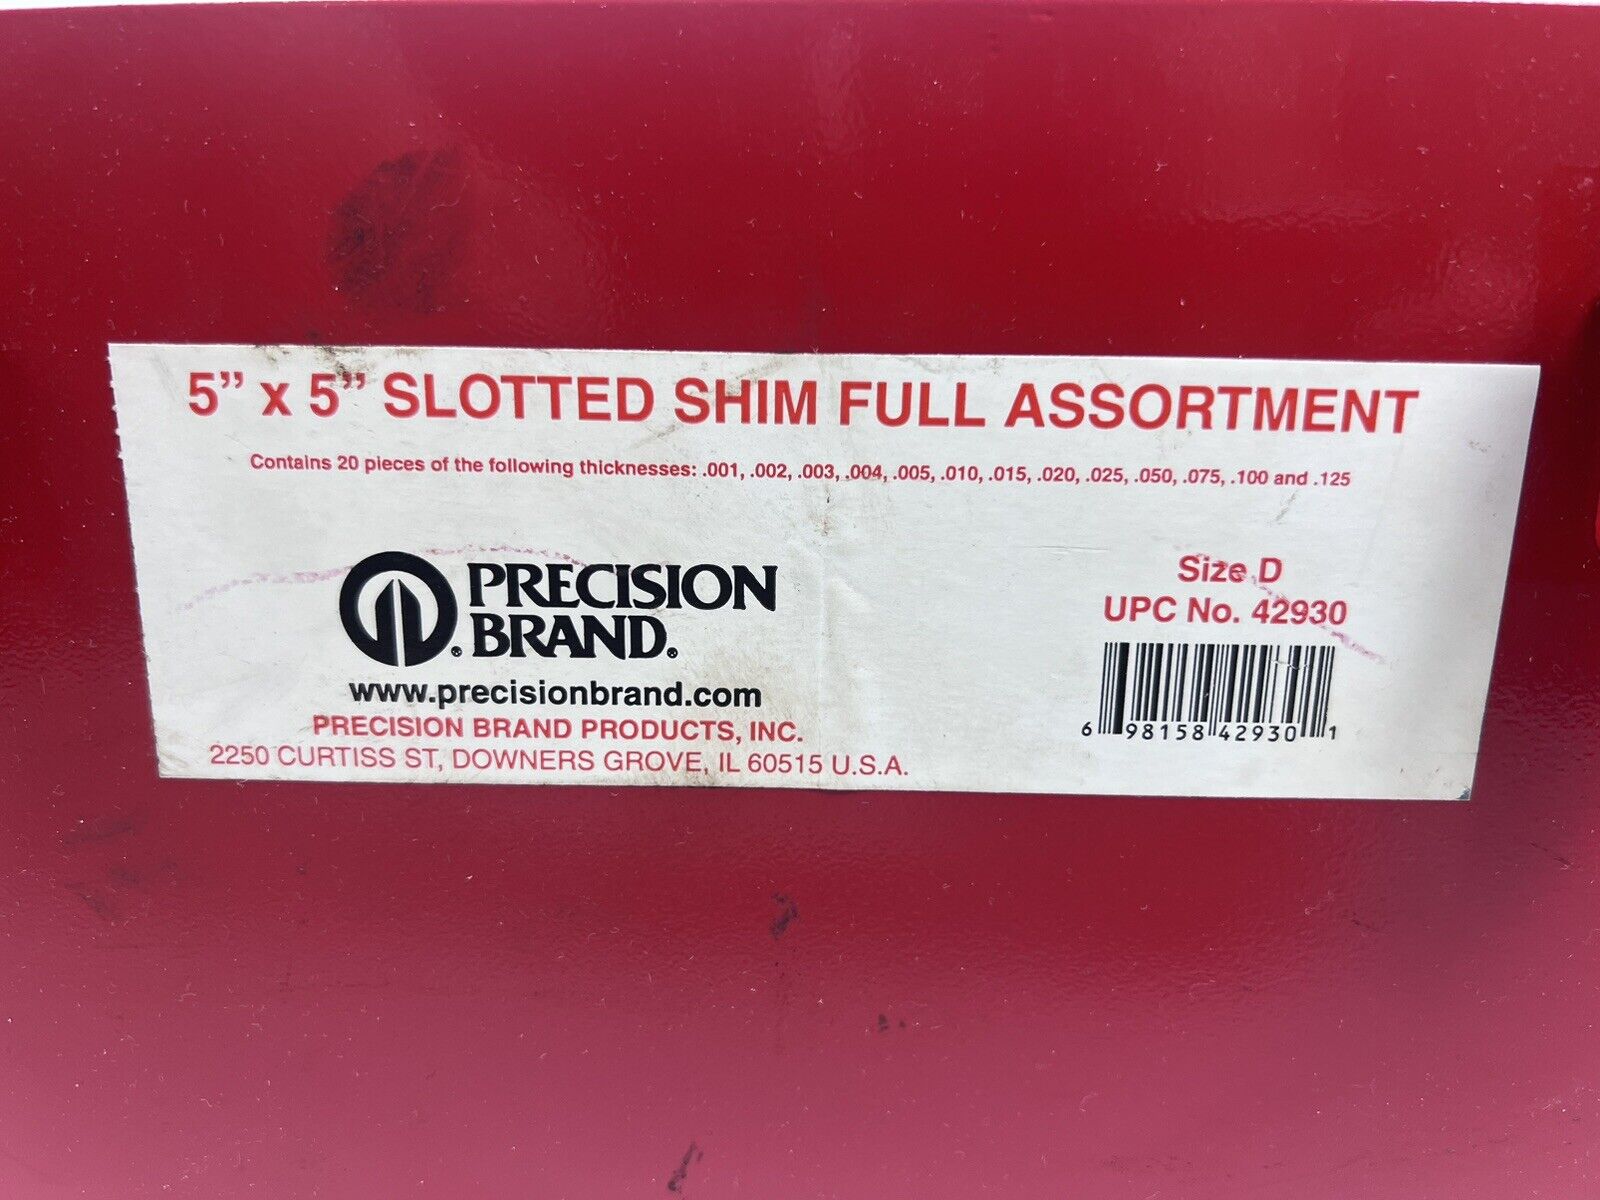 5” x 5” SLOTTED SHIM FULL ASSORTMENT
Contains 20 pieces of the following thicknesses: .001, .002, .003, .004, .005, .010, .015, .020, .025, .050, .075, .100 and .125
PRECISION
BRAND®
www.precisionbrand.com
PRECISION BRAND PRODUCTS, INC.
2250 CURTISS ST, DOWNERS GROVE, IL 60515 U.S.A.
Size D
UPC No. 42930
6 98158 42930 1